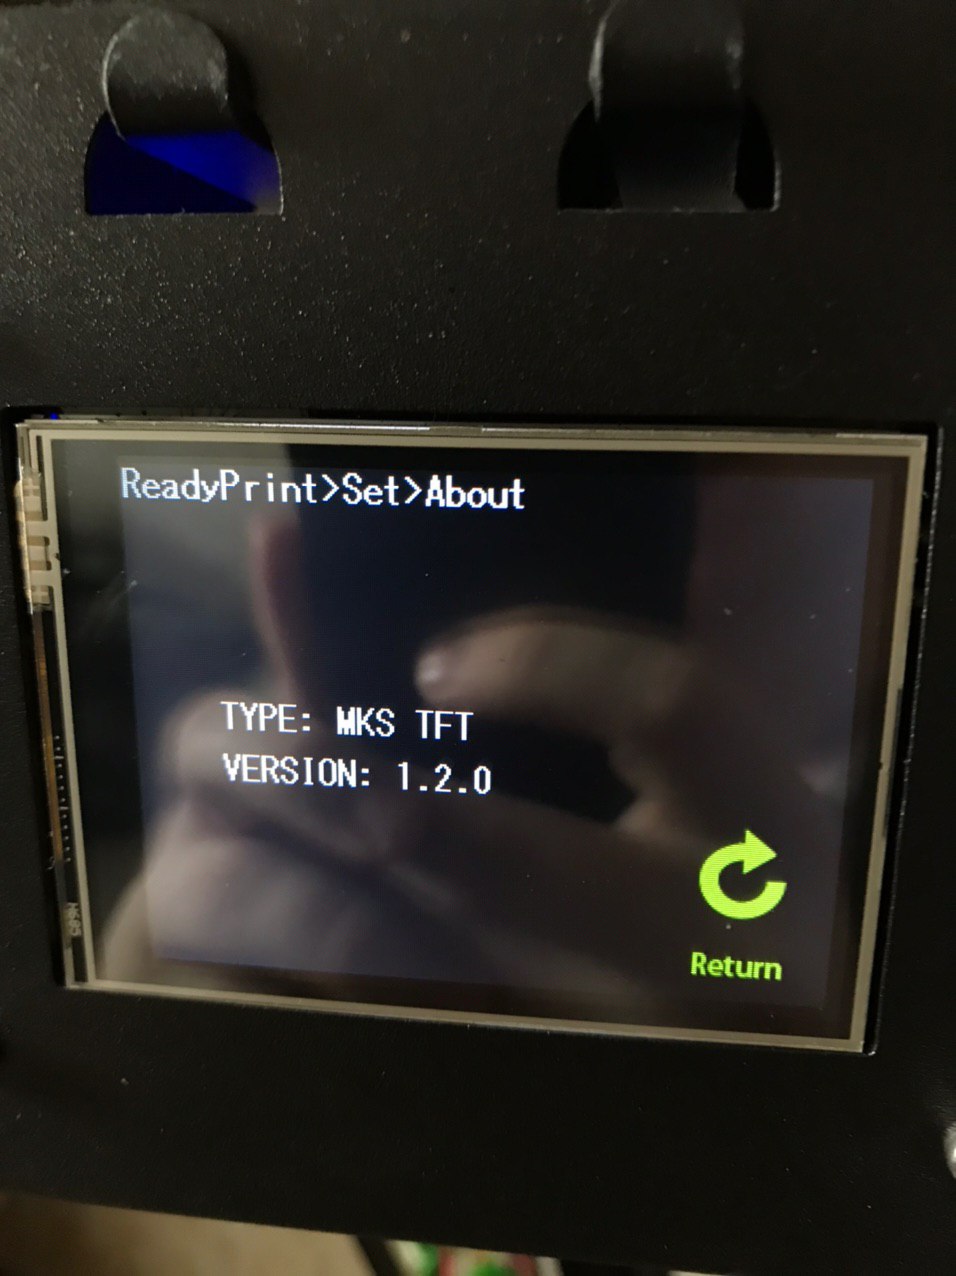 ReadyPrint>Set>About
TYPE: MKS TFT
VERSION: 1.2.0
Return